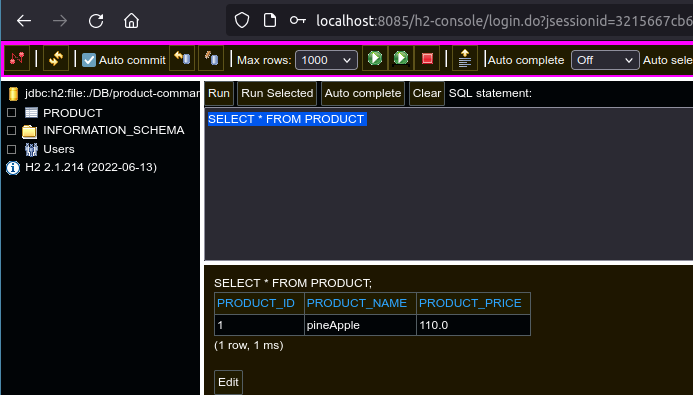 localhost:8085/h2-console/login.do?jsessionid=3215667cb6
Auto commit Max rows: 1000 Auto complete Off Auto sele
jdbc:h2:file:./DB/product-comman
PRODUCT
INFORMATION_SCHEMA
Users
H2 2.1.214 (2022-06-13)
Run Run Selected Auto complete Clear SQL statement:
SELECT * FROM PRODUCT
SELECT * FROM PRODUCT;
PRODUCT_ID PRODUCT_NAME PRODUCT_PRICE
1 pineApple 110.0
(1 row, 1 ms)
Edit